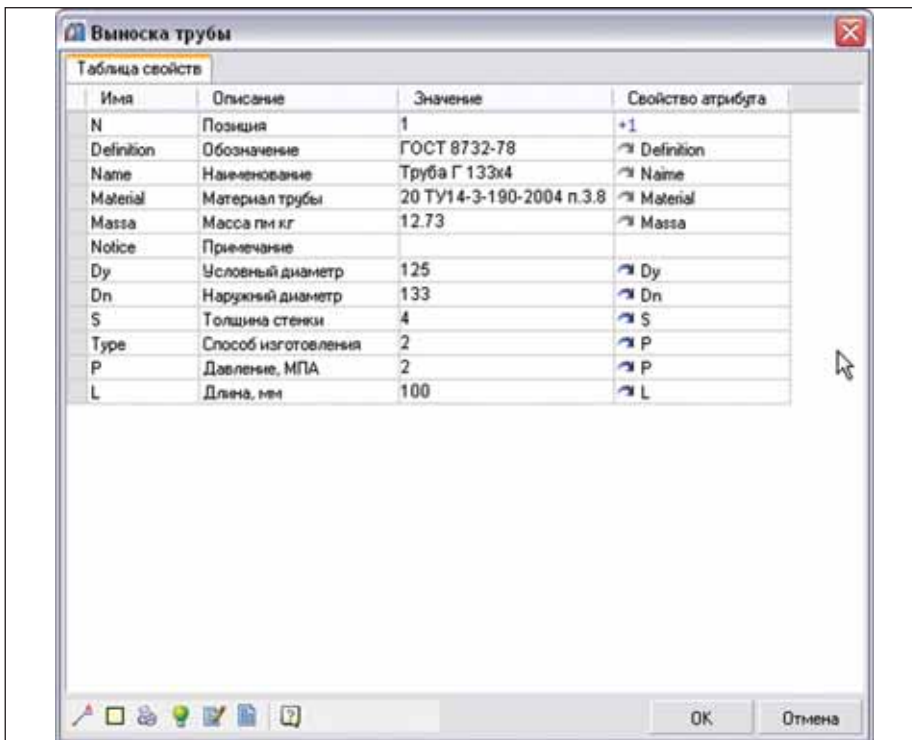 Выноска трубы
Таблица свойств
Имя Описание Значение Свойство атрибута
N Позиция 1 +1
Definition Обозначение ГОСТ 8732-78 Definition
Name Наименование Труба Г 133х4 Naime
Material Материал трубы 20 ТУ14-3-190-2004 п.3.8 Material
Massa Масса пм кг 12.73 Massa
Notice Примечание
Dy Условный диаметр 125 Dy
Dn Наружний диаметр 133 Dn
S Толщина стенки 4 S
Type Способ изготовления 2 P
P Давление, МПА 2 P
L Длина, мм 100 L
OK Отмена